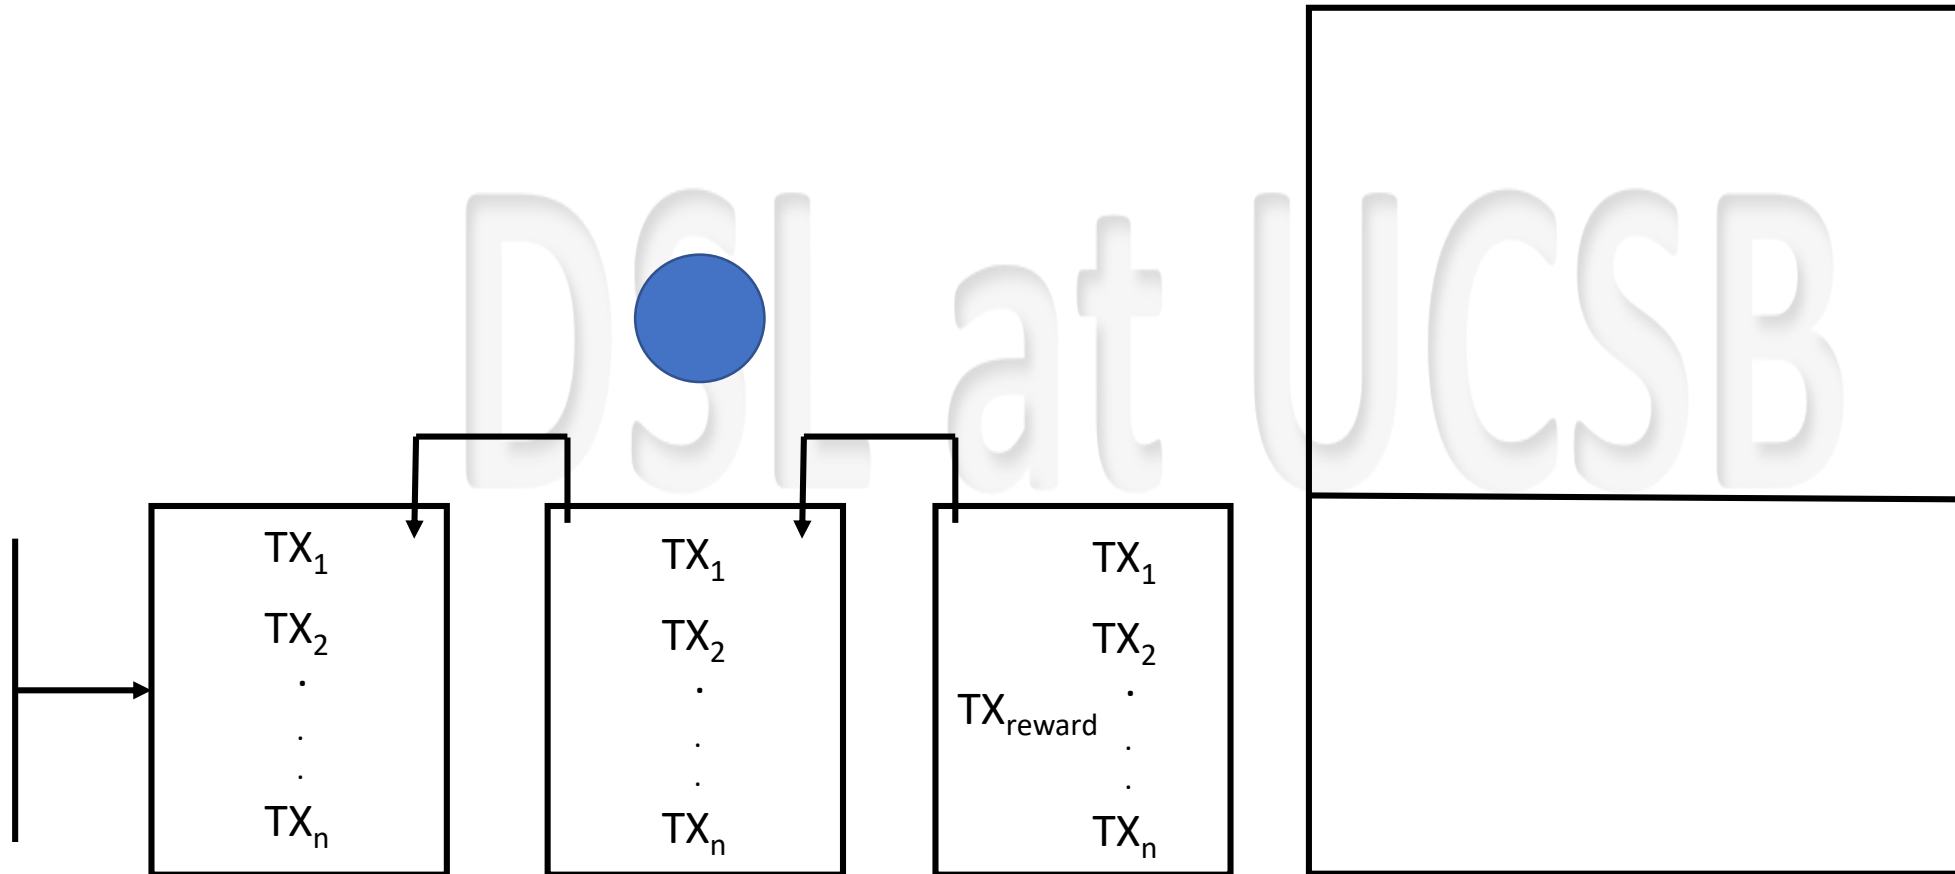 DSL at UCSB
TX₁
TX₂
.
.
.
TXₙ
TX₁
TX₂
.
.
.
TXₙ
TX₁
TX₂
TXreward
.
.
.
TXₙ